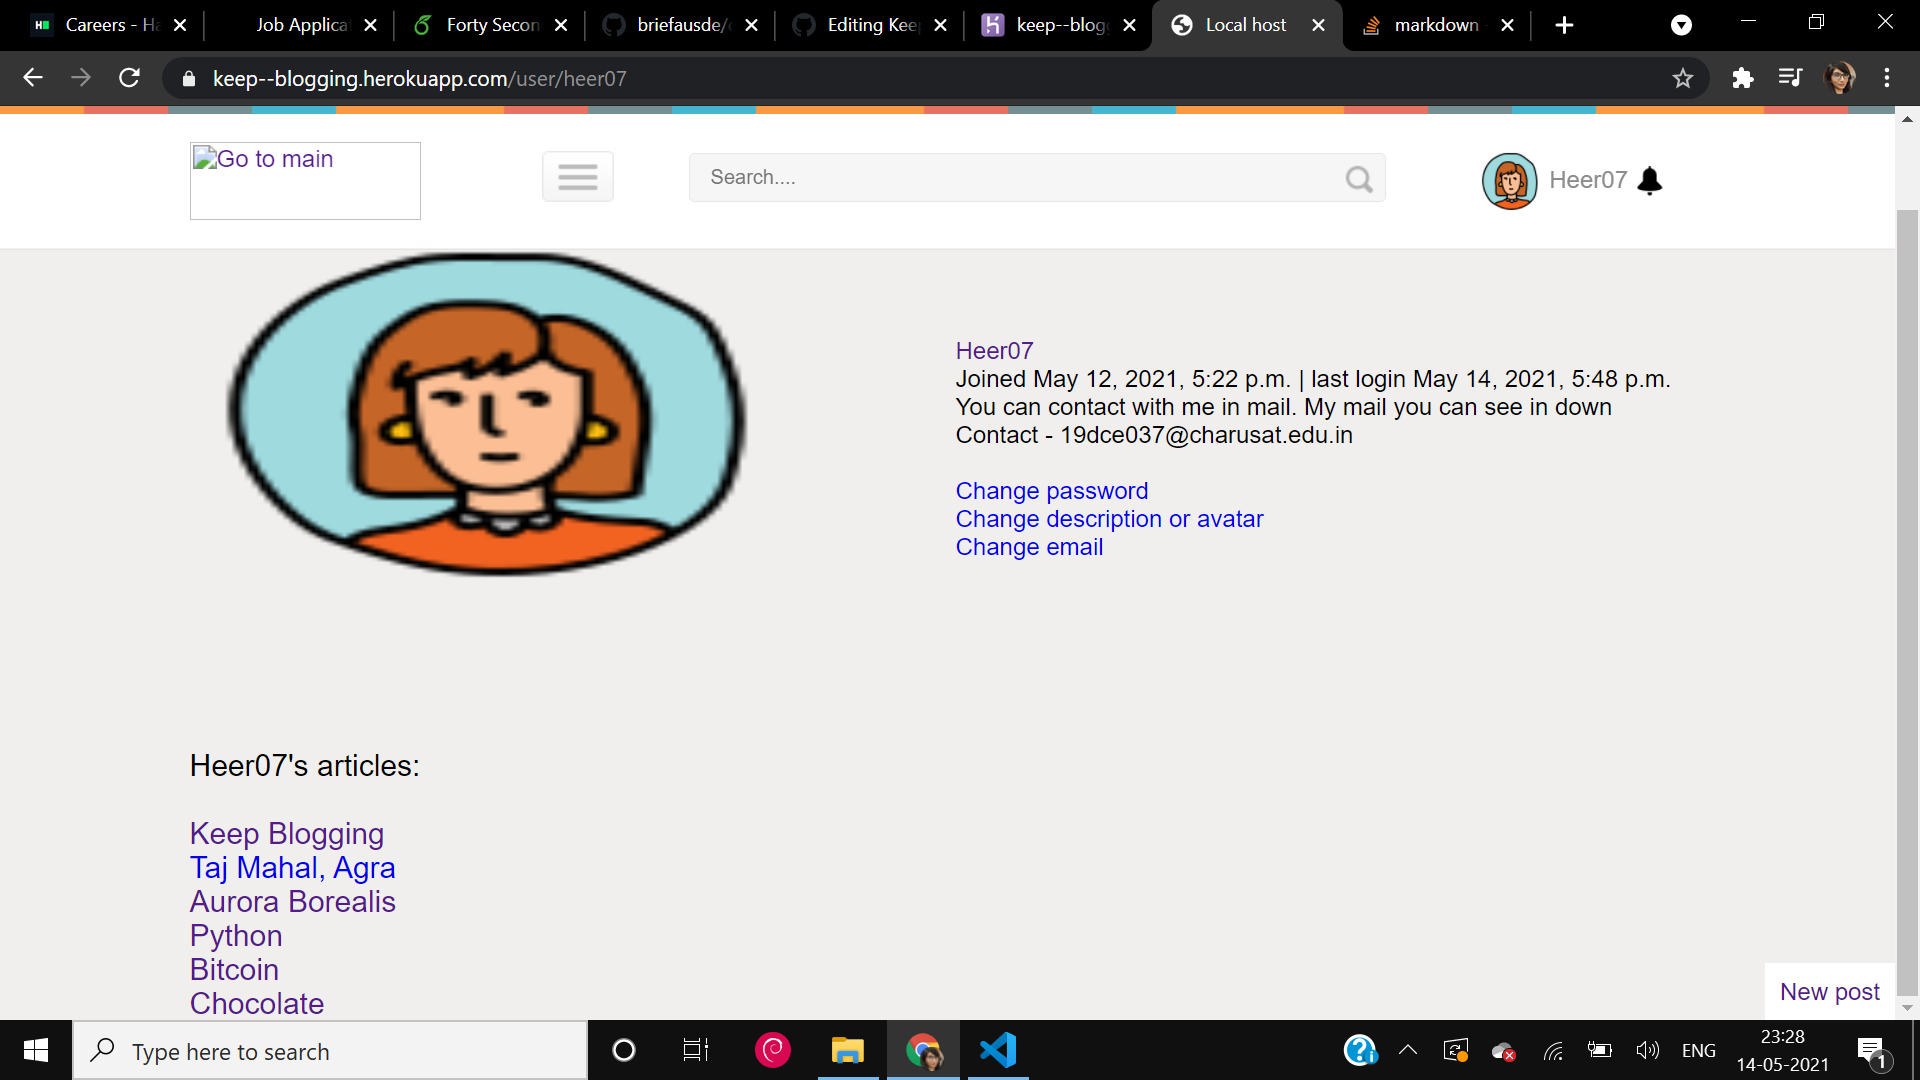 Careers - Ha
Job Applica
Forty Secon
briefausde/
Editing Kee
keep--blogg
Local host
markdown
keep--blogging.herokuapp.com/user/heer07
Go to main
Search....
Heer07
Heer07
Joined May 12, 2021, 5:22 p.m. | last login May 14, 2021, 5:48 p.m.
You can contact with me in mail. My mail you can see in down
Contact - 19dce037@charusat.edu.in
Change password
Change description or avatar
Change email
Heer07's articles:
Keep Blogging
Taj Mahal, Agra
Aurora Borealis
Python
Bitcoin
Chocolate
New post
Type here to search
ENG
23:28
14-05-2021
1